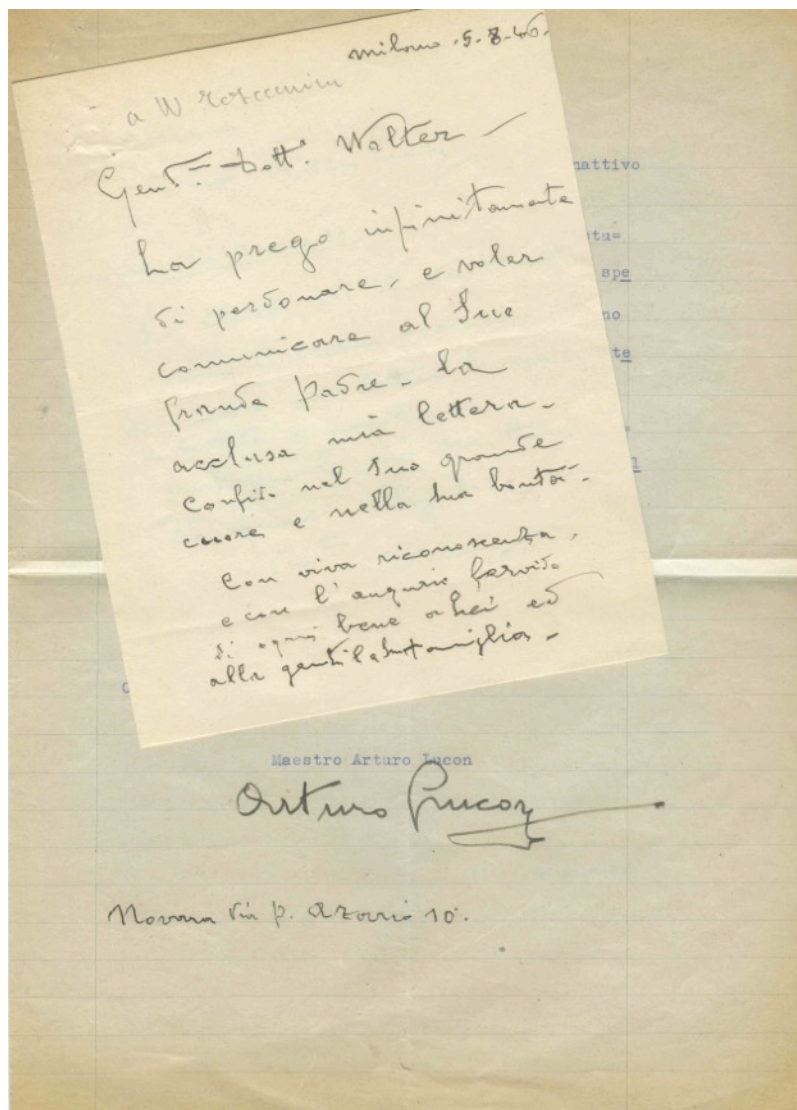 Milano. 5. 8. 46.
a W Toscanini
Gent.mo Dott. Walter —
La prego infinitamente
di perdonare, e voler
comunicare al Suo
grande Padre — la
acclusa mia lettera —
Confido nel Suo grande
cuore e nella Sua bontà —
Con viva riconoscenza,
e con l'augurio fervido
di ogni bene a Lei ed
alla gentile Sua famiglia —
mattivo
stu=
spe
no
te
Maestro Arturo Lucon
Arturo Lucon
Novara Via P. Azario 10.